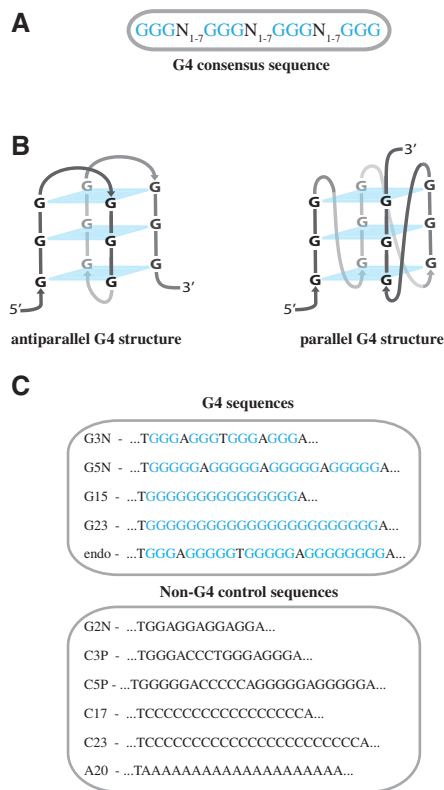 A
GGGN1-7GGGN1-7GGGN1-7GGG
G4 consensus sequence
B
3′
G G G G
G G G G
G G G G
5′
3′
antiparallel G4 structure
G G G G
G G G G
G G G G
5′
parallel G4 structure
C
G4 sequences
G3N - ...TGGGAGGGTGGGAGGGA...
G5N - ...TGGGGGAGGGGGAGGGGGAGGGGGA...
G15 - ...TGGGGGGGGGGGGGGGA...
G23 - ...TGGGGGGGGGGGGGGGGGGGGGGGA...
endo - ...TGGGAGGGGGTGGGGGAGGGGGGGGA...
Non-G4 control sequences
G2N - ...TGGAGGAGGAGGA...
C3P - ...TGGGACCCTGGGAGGGA...
C5P - ...TGGGGGACCCCCAGGGGGAGGGGGA...
C17 - ...TCCCCCCCCCCCCCCCCCA...
C23 - ...TCCCCCCCCCCCCCCCCCCCCCCCA...
A20 - ...TAAAAAAAAAAAAAAAAAAAA...